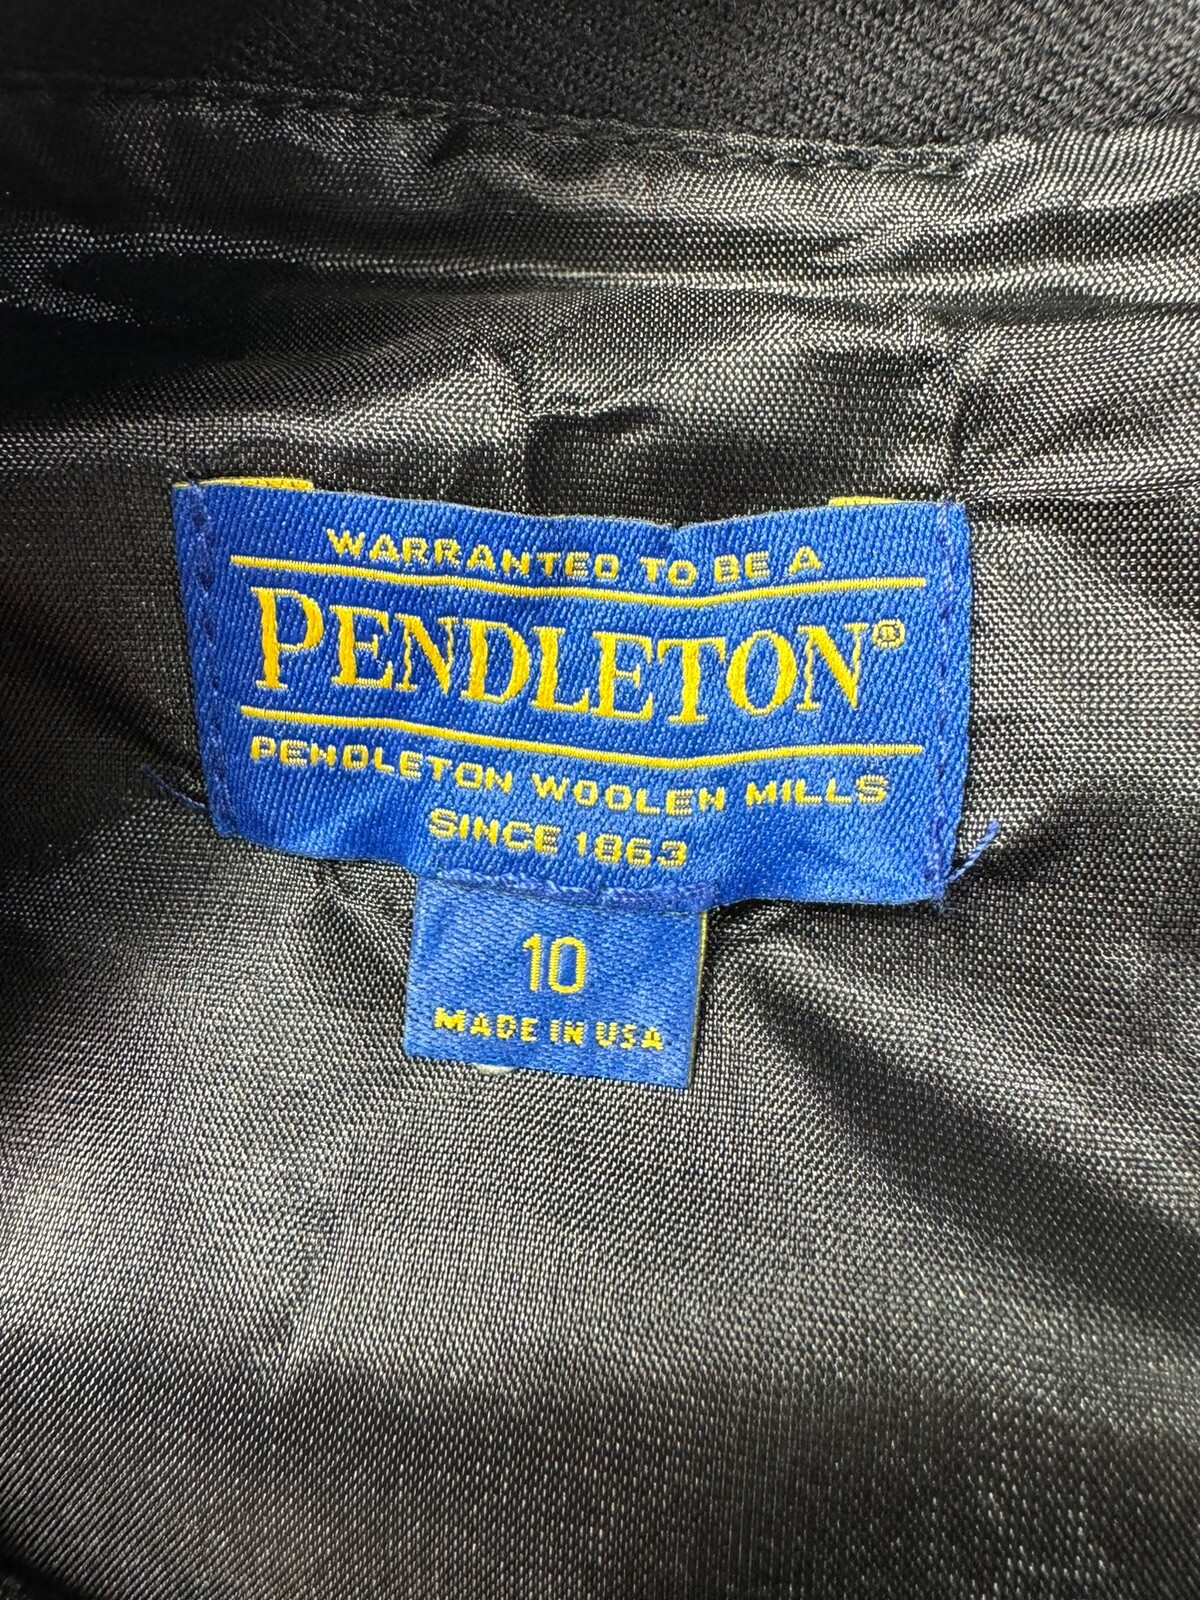 WARRANTED TO BE A
PENDLETON®
PENDLETON WOOLEN MILLS
SINCE 1863
10
MADE IN USA